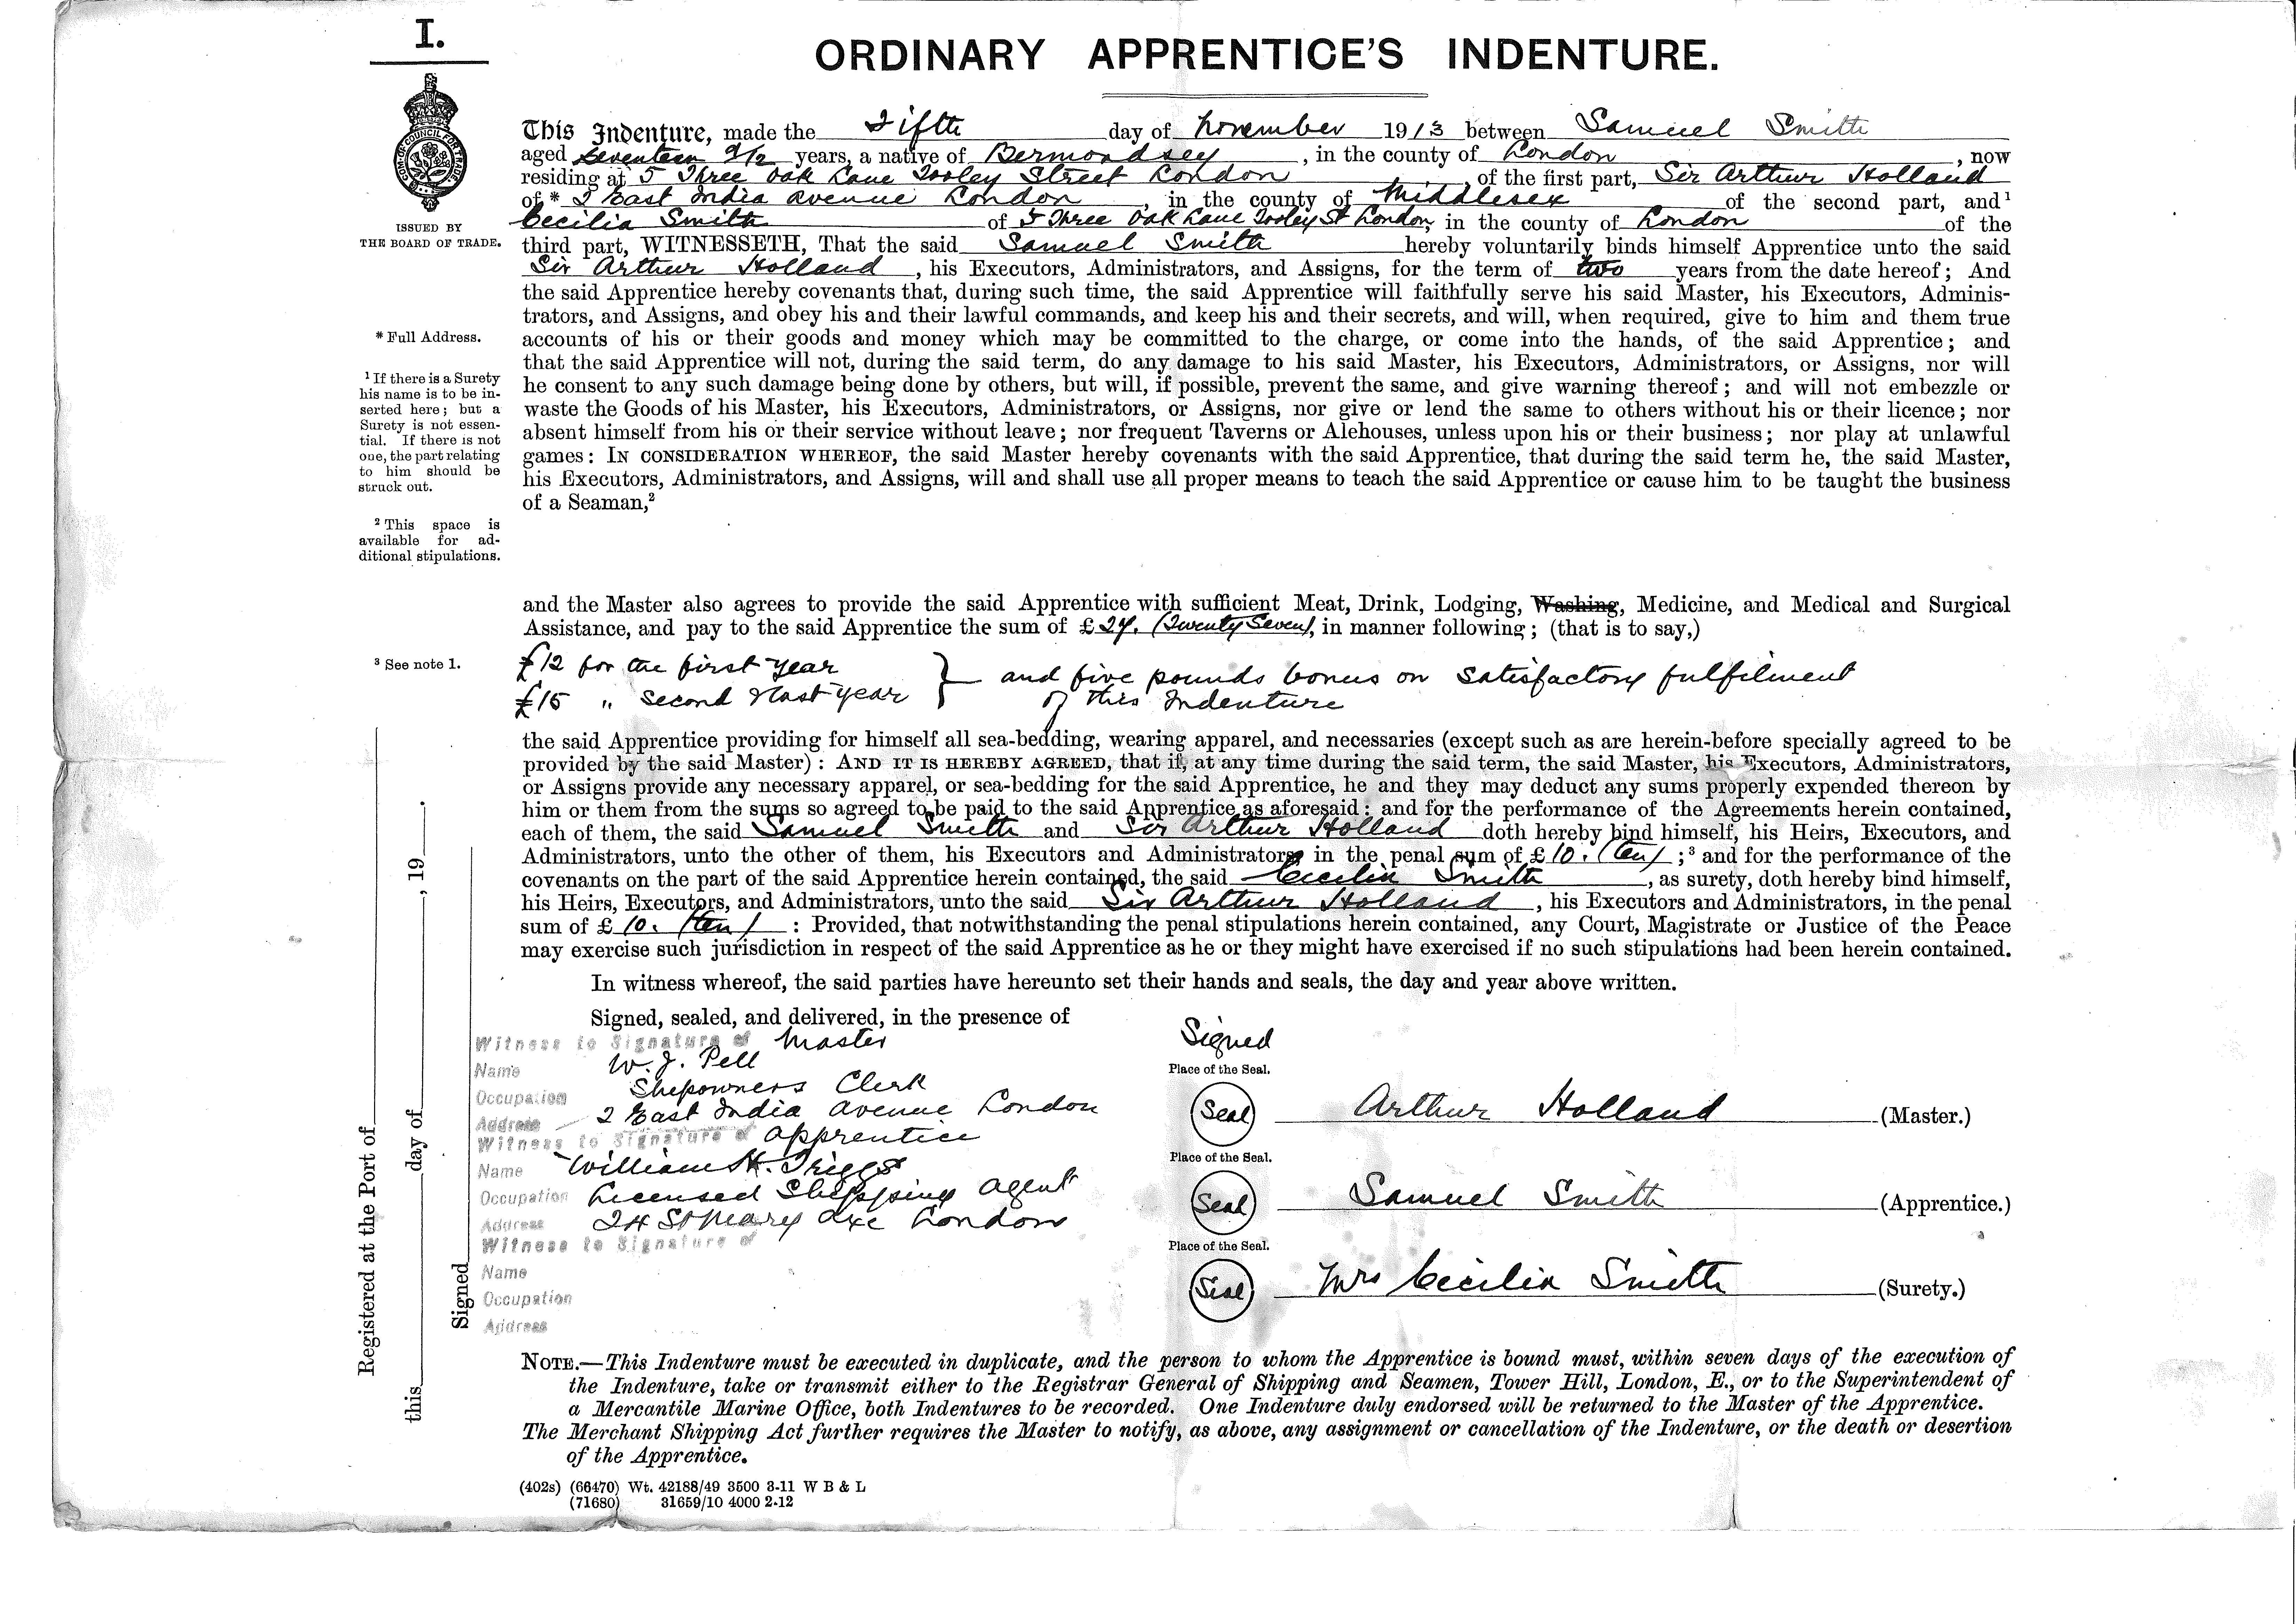 I.
ORDINARY APPRENTICE'S INDENTURE.
COM. OF COUNCIL FOR TRADE
ISSUED BY
THE BOARD OF TRADE.
This Indenture, made the Fifth day of November 1913 between Samuel Smith
aged seventeen years, a native of Bermondsey, in the county of London, now
residing at 5 Three Oak Lane Tooley Street London, of the first part, Sir Arthur Holland
of * 2 East India Avenue London, in the county of Middlesex of the second part, and¹
Cecilia Smith of 5 Three Oak Lane Tooley St London, in the county of London of the
third part, WITNESSETH, That the said Samuel Smith hereby voluntarily binds himself Apprentice unto the said
Sir Arthur Holland, his Executors, Administrators, and Assigns, for the term of two years from the date hereof; And
the said Apprentice hereby covenants that, during such time, the said Apprentice will faithfully serve his said Master, his Executors, Adminis-
trators, and Assigns, and obey his and their lawful commands, and keep his and their secrets, and will, when required, give to him and them true
accounts of his or their goods and money which may be committed to the charge, or come into the hands, of the said Apprentice; and
that the said Apprentice will not, during the said term, do any damage to his said Master, his Executors, Administrators, or Assigns, nor will
he consent to any such damage being done by others, but will, if possible, prevent the same, and give warning thereof; and will not embezzle or
waste the Goods of his Master, his Executors, Administrators, or Assigns, nor give or lend the same to others without his or their licence; nor
absent himself from his or their service without leave; nor frequent Taverns or Alehouses, unless upon his or their business; nor play at unlawful
games: IN CONSIDERATION WHEREOF, the said Master hereby covenants with the said Apprentice, that during the said term he, the said Master,
his Executors, Administrators, and Assigns, will and shall use all proper means to teach the said Apprentice or cause him to be taught the business
of a Seaman,²
* Full Address.
¹ If there is a Surety
his name is to be in-
serted here; but a
Surety is not essen-
tial. If there is not
one, the part relating
to him should be
struck out.
² This space is
available for ad-
ditional stipulations.
and the Master also agrees to provide the said Apprentice with sufficient Meat, Drink, Lodging, Washing, Medicine, and Medical and Surgical
Assistance, and pay to the said Apprentice the sum of £27. (Twenty Seven), in manner following; (that is to say,)
³ See note 1.
£12 for the first year
£15 " second & last year
and five pounds bonus on satisfactory fulfilment
of this Indenture
the said Apprentice providing for himself all sea-bedding, wearing apparel, and necessaries (except such as are herein-before specially agreed to be
provided by the said Master): AND IT IS HEREBY AGREED, that if, at any time during the said term, the said Master, his Executors, Administrators,
or Assigns provide any necessary apparel, or sea-bedding for the said Apprentice, he and they may deduct any sums properly expended thereon by
him or them from the sums so agreed to be paid to the said Apprentice as aforesaid: and for the performance of the Agreements herein contained,
each of them, the said Samuel Smith and Sir Arthur Holland doth hereby bind himself, his Heirs, Executors, and
Administrators, unto the other of them, his Executors and Administrators in the penal sum of £10. (ten);³ and for the performance of the
covenants on the part of the said Apprentice herein contained, the said Cecilia Smith, as surety, doth hereby bind himself,
his Heirs, Executors, and Administrators, unto the said Sir Arthur Holland, his Executors and Administrators, in the penal
sum of £10. (ten): Provided, that notwithstanding the penal stipulations herein contained, any Court, Magistrate or Justice of the Peace
may exercise such jurisdiction in respect of the said Apprentice as he or they might have exercised if no such stipulations had been herein contained.
In witness whereof, the said parties have hereunto set their hands and seals, the day and year above written.
Signed, sealed, and delivered, in the presence of
Witness to Signature of Master
Name W. J. Pell
Occupation Shipowners Clerk
Address 2 East India Avenue London
Witness to Signature of apprentice
Name William H. Triggs
Occupation Licensed Shipping agent
Address 24 St Mary Axe London
Witness to Signature of
Name
Occupation
Address
Signed
Place of the Seal.
Seal Arthur Holland (Master.)
Place of the Seal.
Seal Samuel Smith (Apprentice.)
Place of the Seal.
Seal Mrs Cecilia Smith (Surety.)
Registered at the Port of
this day of , 19 .
Signed
NOTE.—This Indenture must be executed in duplicate, and the person to whom the Apprentice is bound must, within seven days of the execution of
the Indenture, take or transmit either to the Registrar General of Shipping and Seamen, Tower Hill, London, E., or to the Superintendent of
a Mercantile Marine Office, both Indentures to be recorded. One Indenture duly endorsed will be returned to the Master of the Apprentice.
The Merchant Shipping Act further requires the Master to notify, as above, any assignment or cancellation of the Indenture, or the death or desertion
of the Apprentice.
(402s) (66470) Wt. 42188/49 3500 3-11 W B & L
(71680) 31659/10 4000 2-12